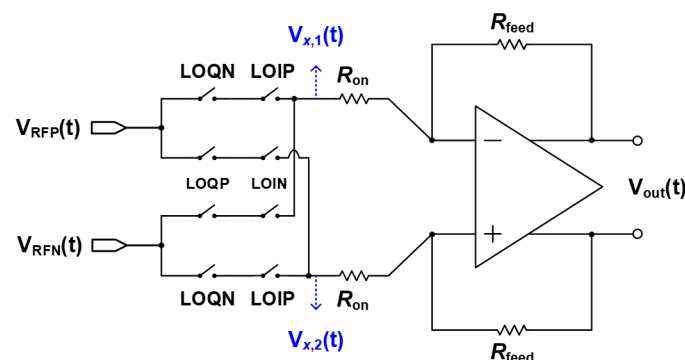 R_feed
V_x,1(t)
LOQN LOIP
R_on
V_RFP(t)
LOQP LOIN
V_out(t)
V_RFN(t)
LOQN LOIP
R_on
V_x,2(t)
R_feed